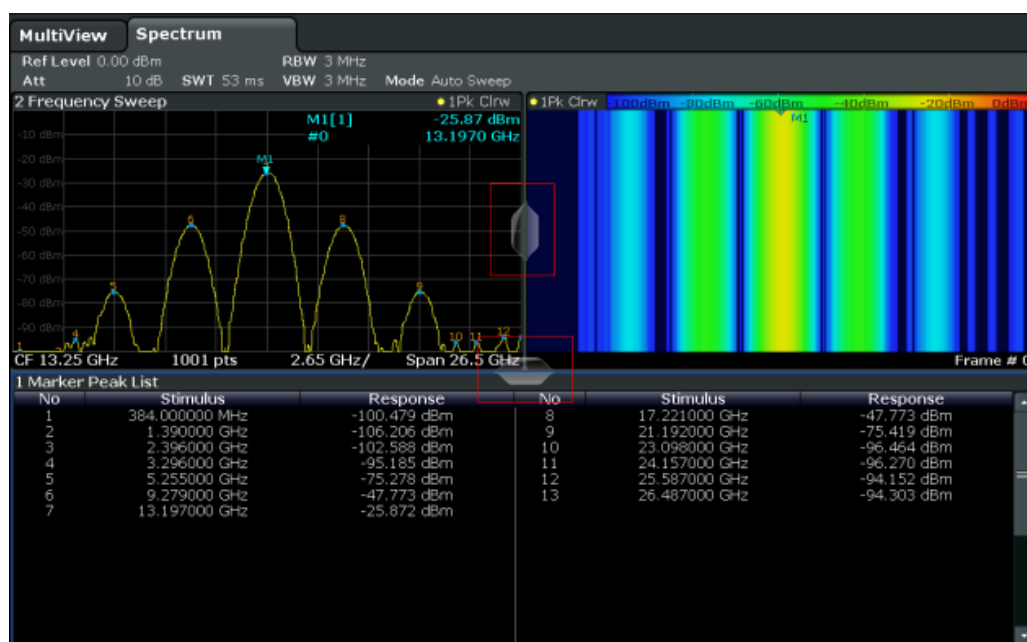 MultiView Spectrum
Ref Level 0.00 dBm RBW 3 MHz
Att 10 dB SWT 53 ms VBW 3 MHz Mode Auto Sweep
2 Frequency Sweep 1Pk Clrw
1Pk Clrw -100dBm -80dBm -60dBm -40dBm -20dBm 0dBm
M1[1] -25.87 dBm
#0 13.1970 GHz
M1
-10 dBm
-20 dBm
M1
-30 dBm
-40 dBm
6
8
-50 dBm
-60 dBm
-70 dBm
5
9
-80 dBm
-90 dBm
4
10 11 12
1
CF 13.25 GHz 1001 pts 2.65 GHz/ Span 26.5 GHz
Frame # 0
1 Marker Peak List
No Stimulus Response No Stimulus Response
1 384.000000 MHz -100.479 dBm 8 17.221000 GHz -47.773 dBm
2 1.390000 GHz -106.206 dBm 9 21.192000 GHz -75.419 dBm
3 2.396000 GHz -102.588 dBm 10 23.098000 GHz -96.464 dBm
4 3.296000 GHz -95.185 dBm 11 24.157000 GHz -96.270 dBm
5 5.255000 GHz -75.278 dBm 12 25.587000 GHz -94.152 dBm
6 9.279000 GHz -47.773 dBm 13 26.487000 GHz -94.303 dBm
7 13.197000 GHz -25.872 dBm